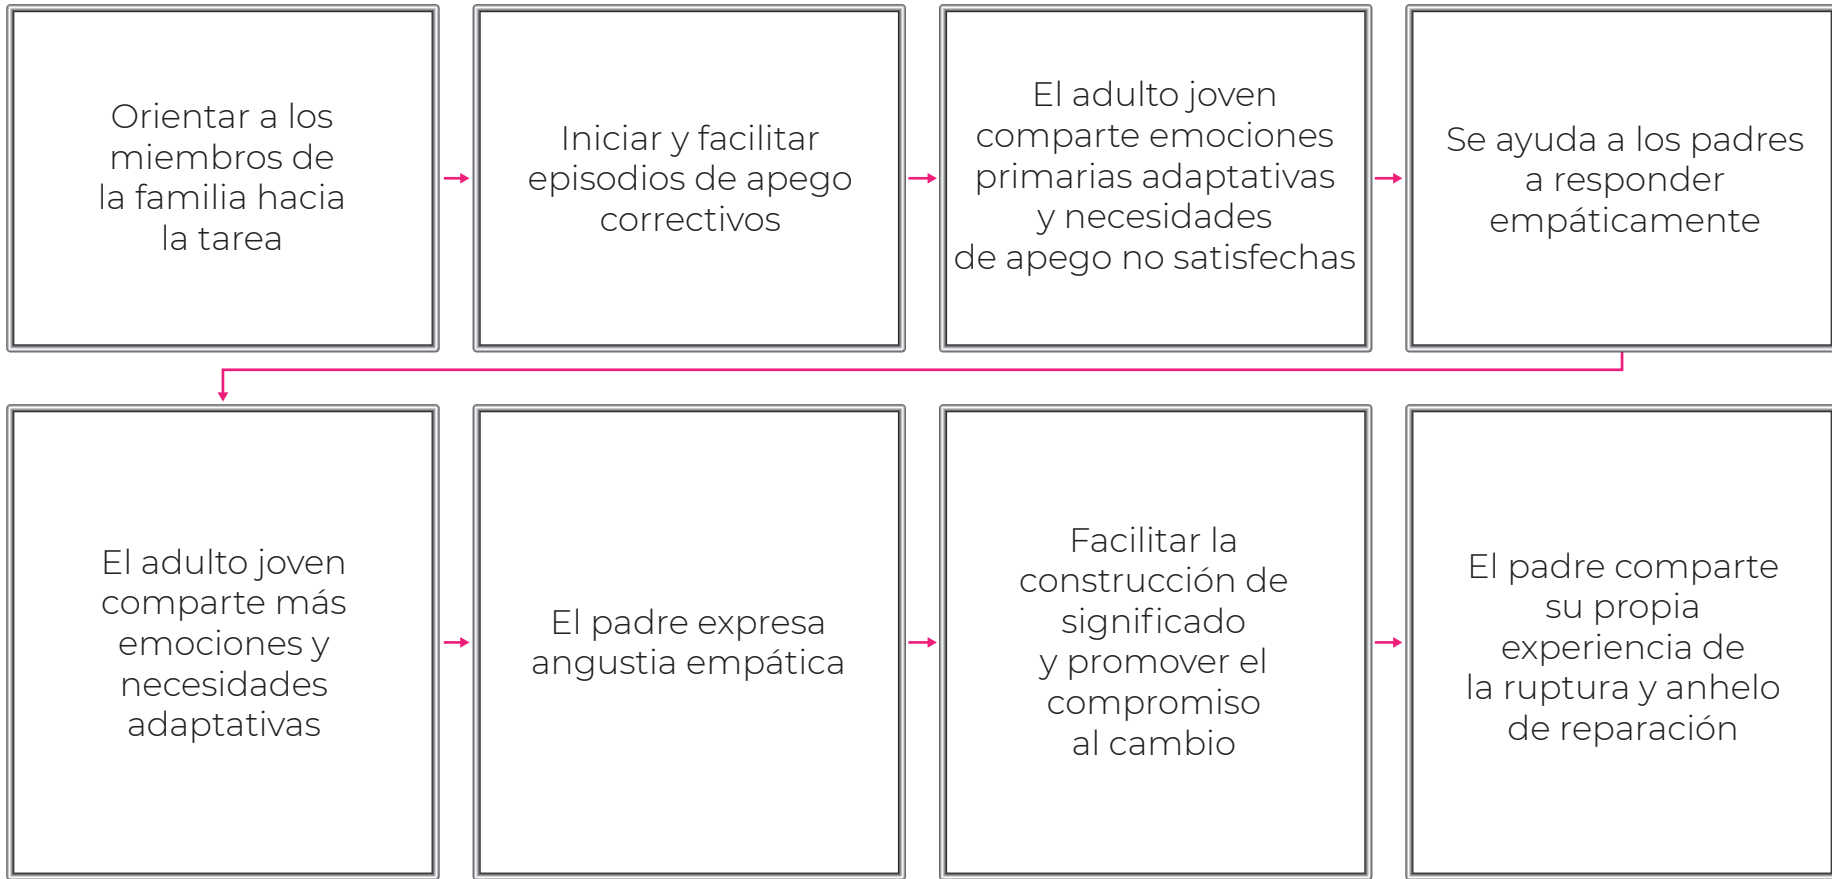 Orientar a los
miembros de
la familia hacia
la tarea
Iniciar y facilitar
episodios de apego
correctivos
El adulto joven
comparte emociones
primarias adaptativas
y necesidades
de apego no satisfechas
Se ayuda a los padres
a responder
empáticamente
El adulto joven
comparte más
emociones y
necesidades
adaptativas
El padre expresa
angustia empática
Facilitar la
construcción de
significado
y promover el
compromiso
al cambio
El padre comparte
su propia
experiencia de
la ruptura y anhelo
de reparación